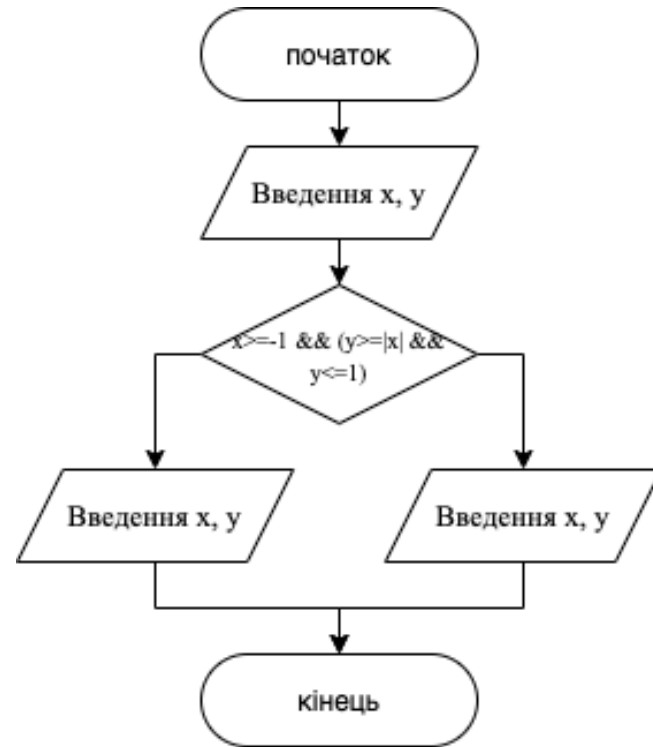 початок
Введення x, y
x>=-1 && (y>=|x| &&
y<=1)
Введення x, y
Введення x, y
кінець